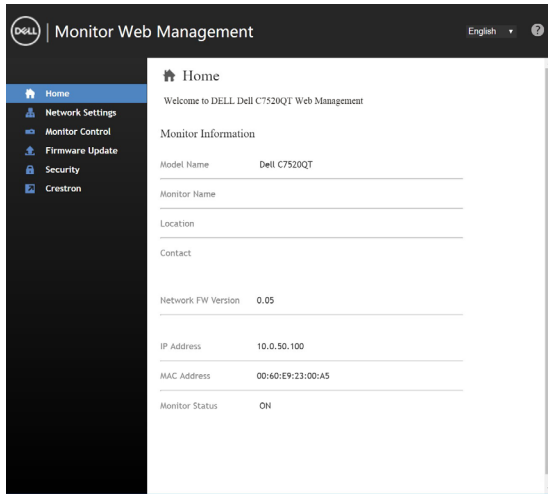 DELL | Monitor Web Management
English ▼ ?
Home
Network Settings
Monitor Control
Firmware Update
Security
Crestron
Home
Welcome to DELL Dell C7520QT Web Management
Monitor Information
Model Name Dell C7520QT
Monitor Name
Location
Contact
Network FW Version 0.05
IP Address 10.0.50.100
MAC Address 00:60:E9:23:00:A5
Monitor Status ON